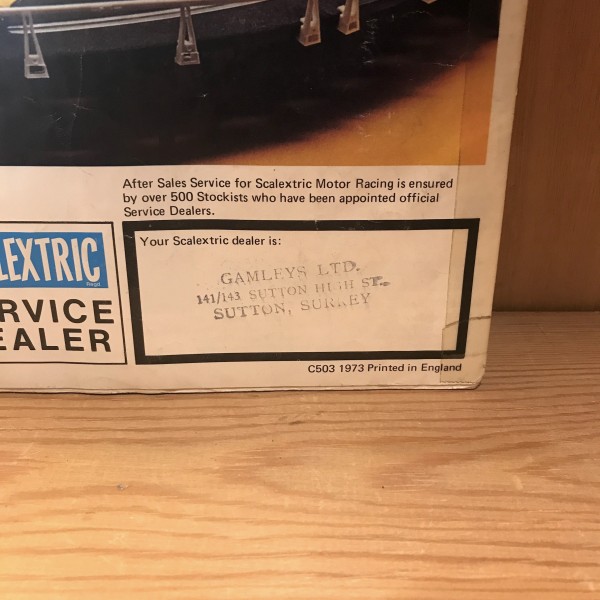 After Sales Service for Scalextric Motor Racing is ensured
by over 500 Stockists who have been appointed official
Service Dealers.
LEXTRIC
Regd
RVICE
EALER
Your Scalextric dealer is:
GAMLEYS LTD.
141/143 SUTTON HIGH ST.
SUTTON, SURREY
C503 1973 Printed in England